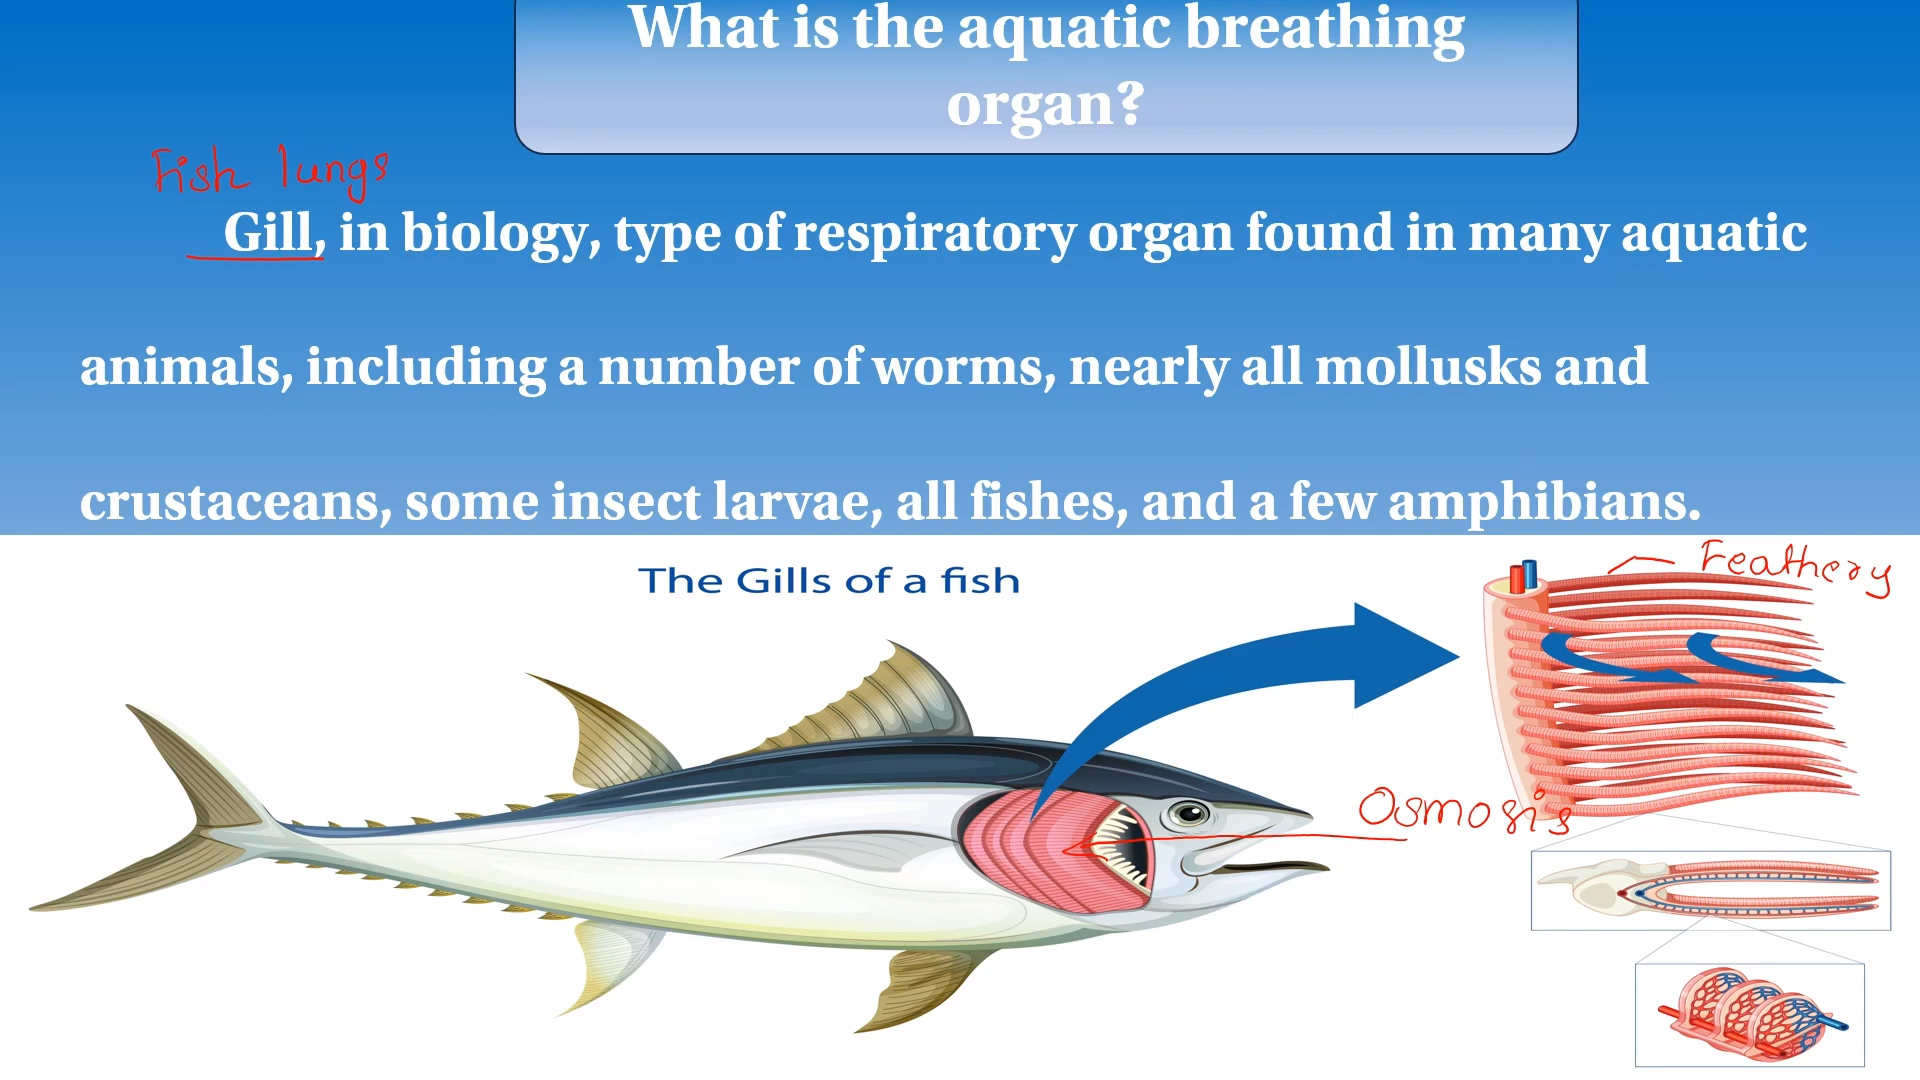 What is the aquatic breathing
organ?
Fish lungs
Gill, in biology, type of respiratory organ found in many aquatic
animals, including a number of worms, nearly all mollusks and
crustaceans, some insect larvae, all fishes, and a few amphibians.
The Gills of a fish
Feathery
Osmosis